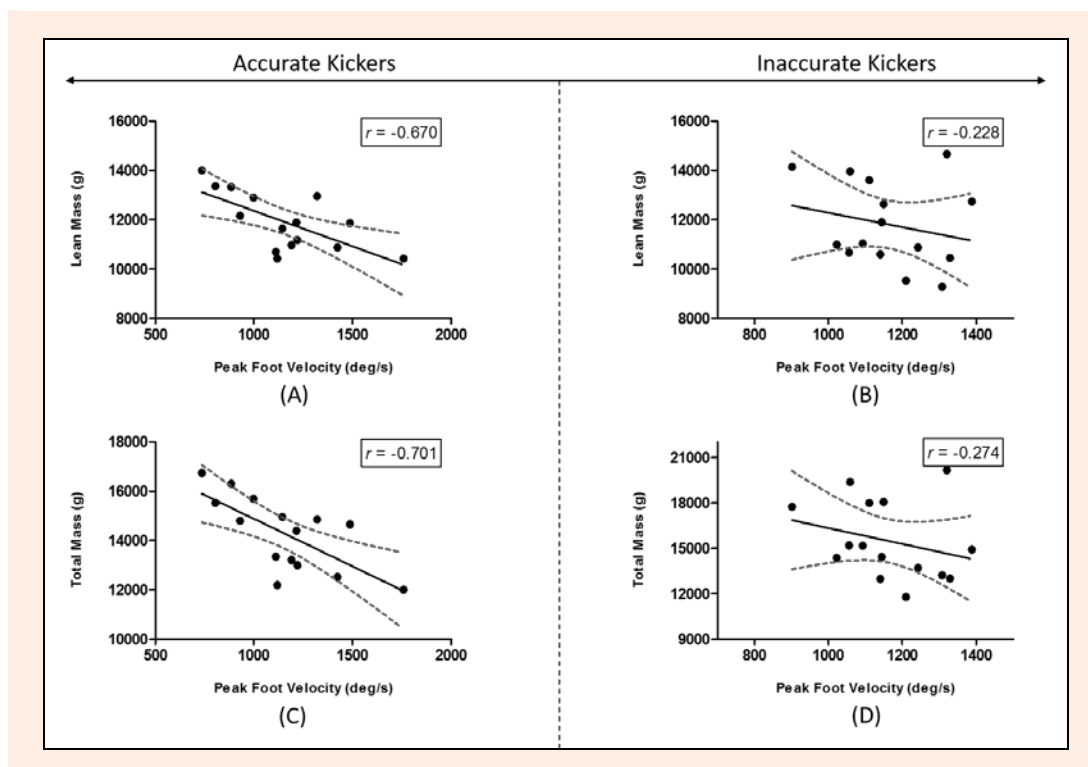 Accurate Kickers
Inaccurate Kickers
r = -0.670
16000
14000
12000
10000
8000
Lean Mass (g)
500
1000
1500
2000
Peak Foot Velocity (deg/s)
(A)
r = -0.228
16000
14000
12000
10000
8000
Lean Mass (g)
800
1000
1200
1400
Peak Foot Velocity (deg/s)
(B)
r = -0.701
18000
16000
14000
12000
10000
Total Mass (g)
500
1000
1500
2000
Peak Foot Velocity (deg/s)
(C)
r = -0.274
21000
18000
15000
12000
9000
Total Mass (g)
800
1000
1200
1400
Peak Foot Velocity (deg/s)
(D)